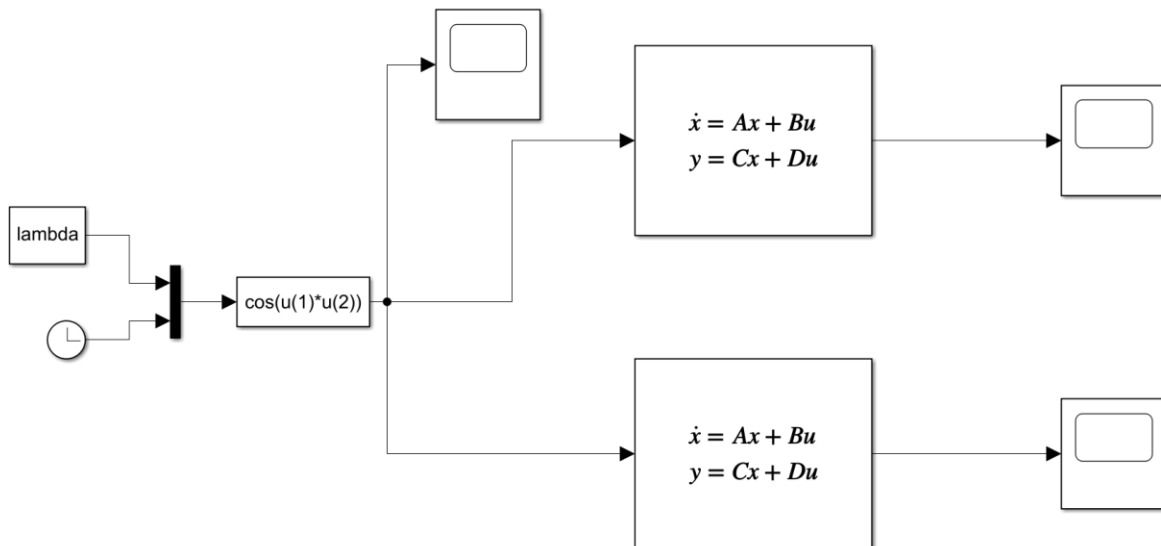 ẋ = Ax + Bu
y = Cx + Du
lambda
cos(u(1)*u(2))
ẋ = Ax + Bu
y = Cx + Du